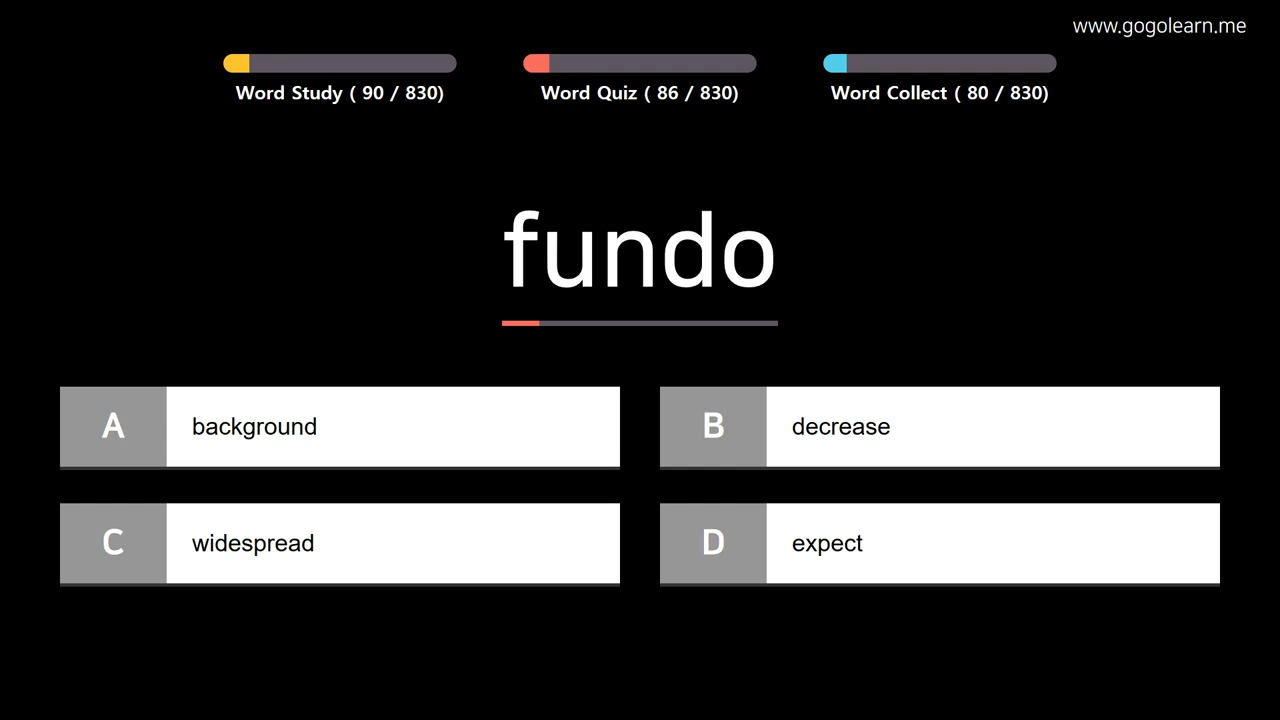 www.gogolearn.me
Word Study ( 90 / 830)
Word Quiz ( 86 / 830)
Word Collect ( 80 / 830)
fundo
A
background
B
decrease
C
widespread
D
expect